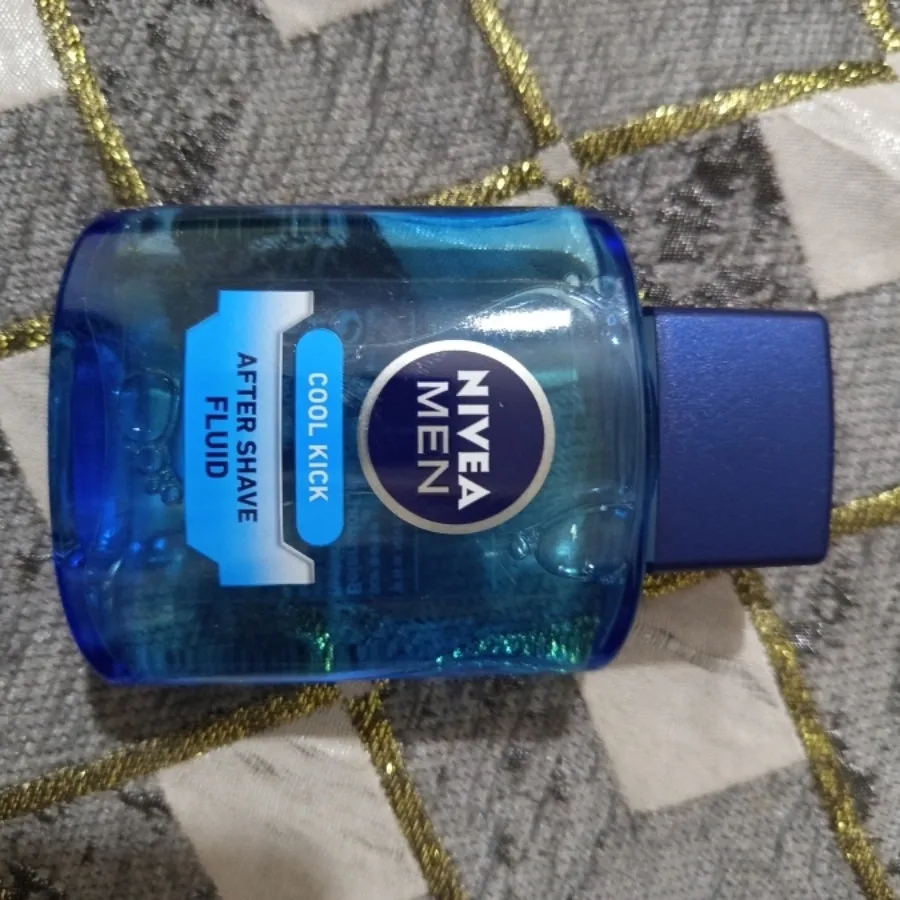 NIVEA
MEN
COOL KICK
AFTER SHAVE
FLUID